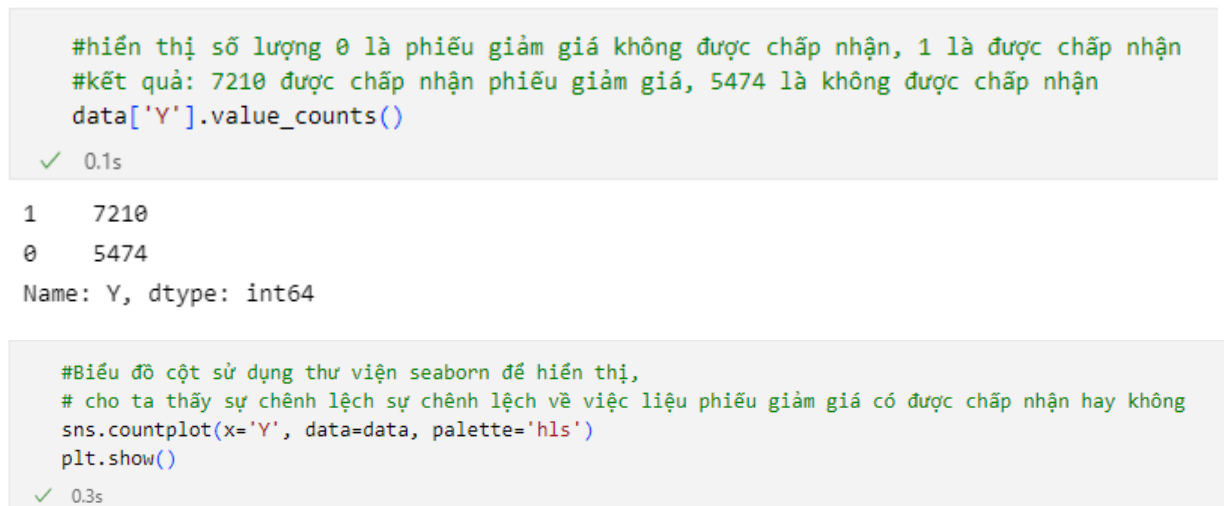 #hiển thị số lượng 0 là phiếu giảm giá không được chấp nhận, 1 là được chấp nhận
#kết quả: 7210 được chấp nhận phiếu giảm giá, 5474 là không được chấp nhận
data['Y'].value_counts()
✓ 0.1s
1 7210
0 5474
Name: Y, dtype: int64
#Biểu đồ cột sử dụng thư viện seaborn để hiển thị,
# cho ta thấy sự chênh lệch sự chênh lệch về việc liệu phiếu giảm giá có được chấp nhận hay không
sns.countplot(x='Y', data=data, palette='hls')
plt.show()
✓ 0.3s